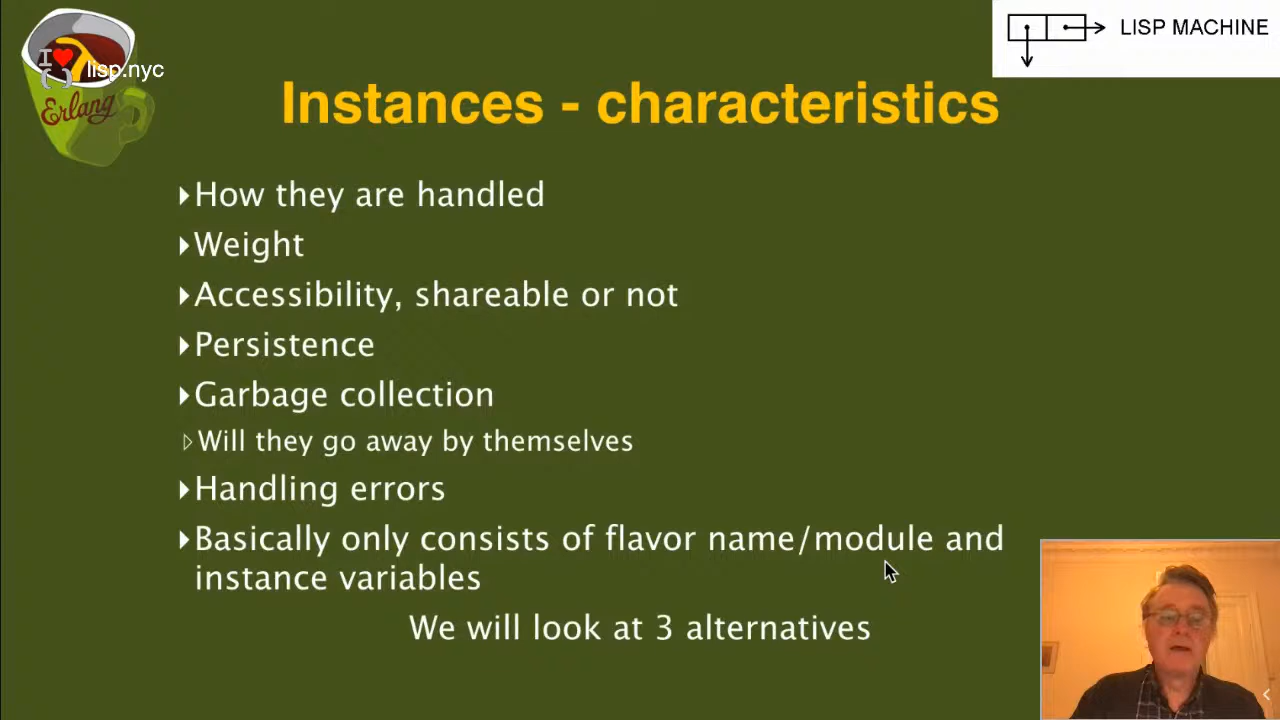 LISP MACHINE
I ♥
{ } lisp.nyc
Erlang
Instances - characteristics
How they are handled
Weight
Accessibility, shareable or not
Persistence
Garbage collection
Will they go away by themselves
Handling errors
Basically only consists of flavor name/module and
instance variables
We will look at 3 alternatives